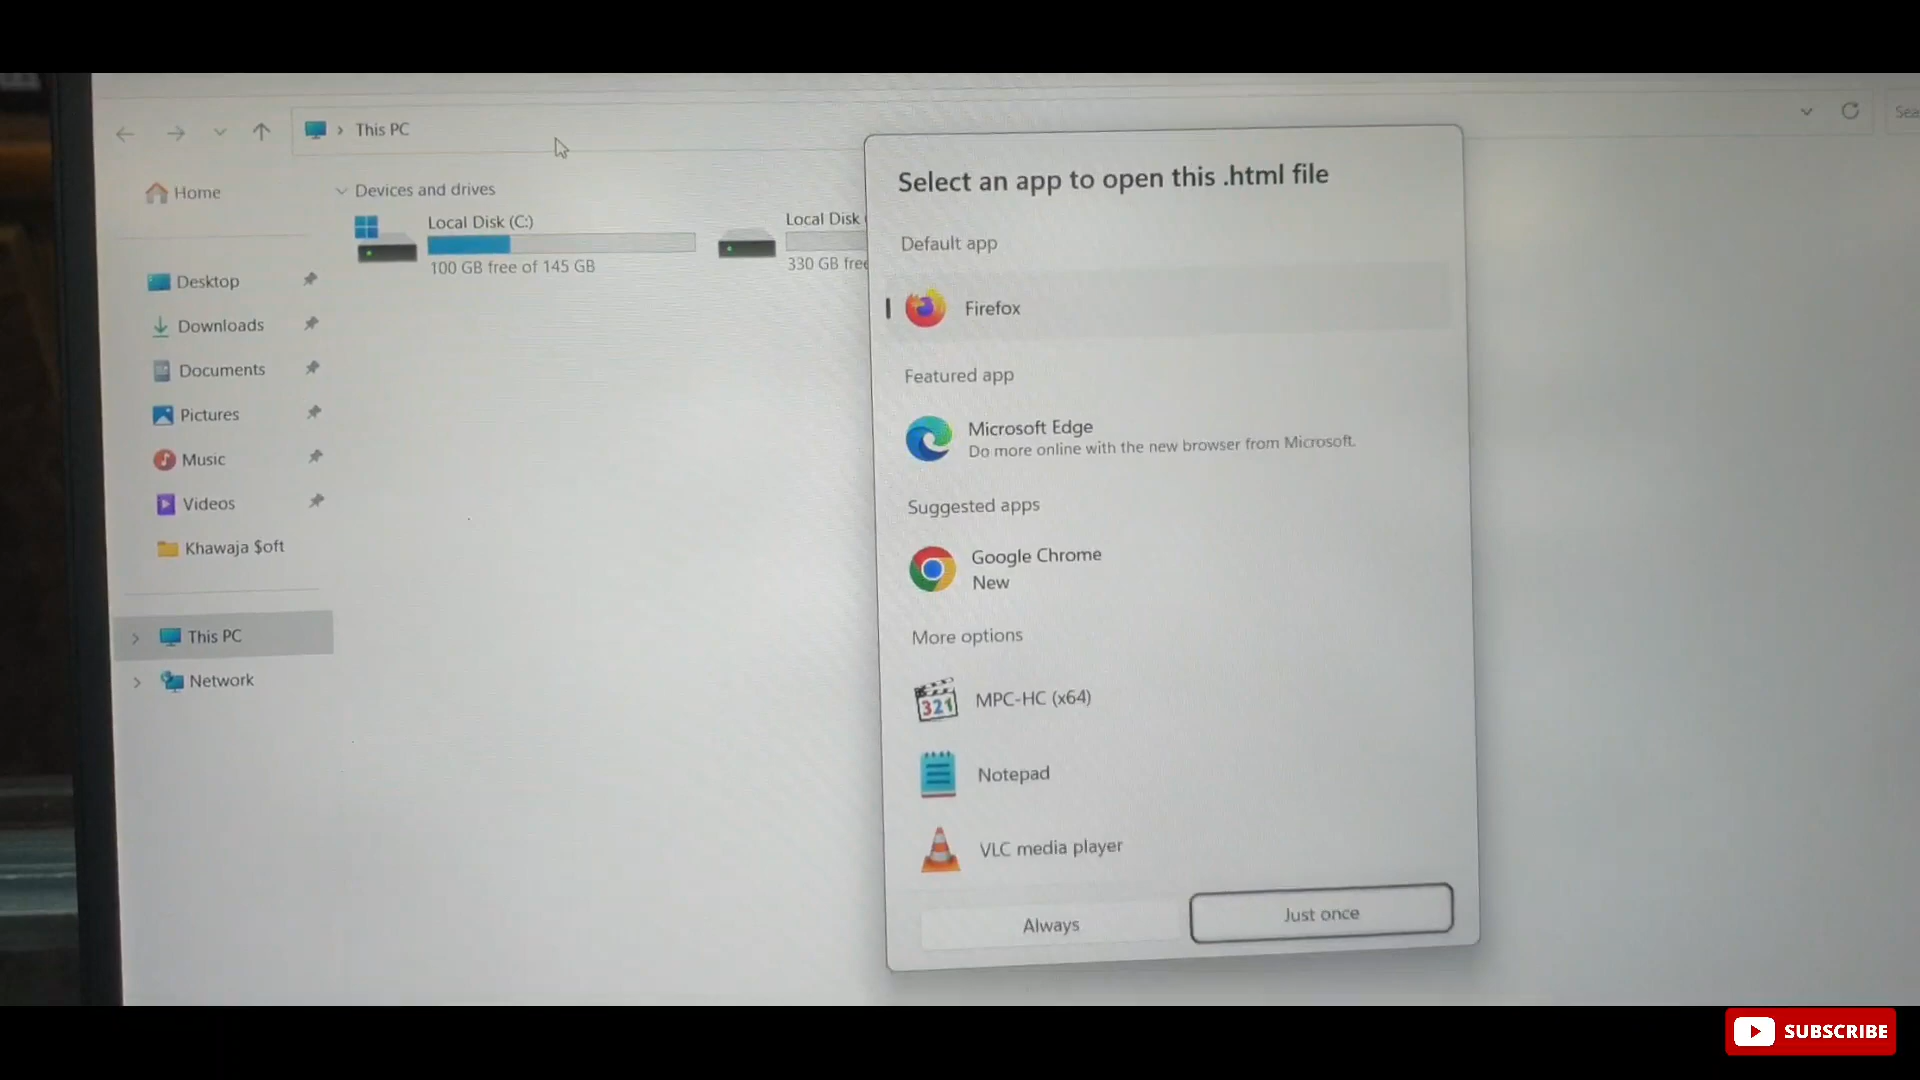 This PC
Sea
Home
Devices and drives
Local Disk (C:)
100 GB free of 145 GB
Local Disk
330 GB free
Desktop
Downloads
Documents
Pictures
Music
Videos
Khawaja $oft
This PC
Network
Select an app to open this .html file
Default app
Firefox
Featured app
Microsoft Edge
Do more online with the new browser from Microsoft.
Suggested apps
Google Chrome
New
More options
321
MPC-HC (x64)
Notepad
VLC media player
Always
Just once
SUBSCRIBE